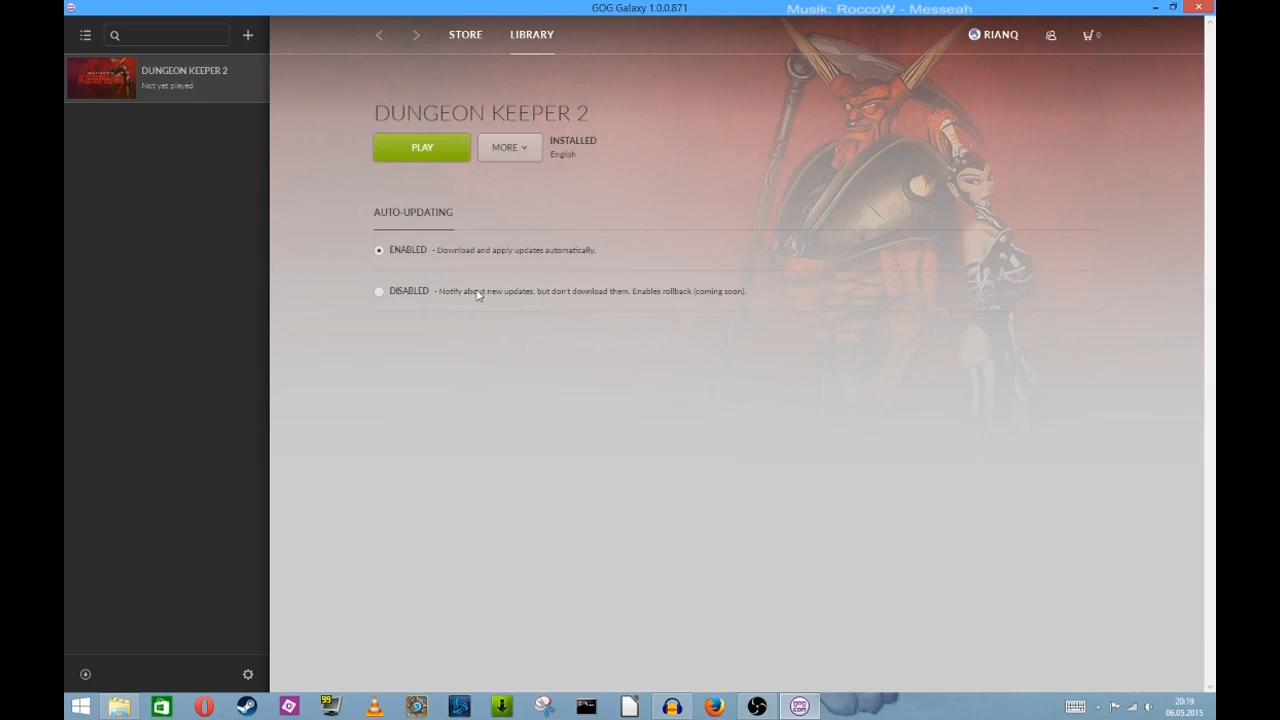 GOG Galaxy 1.0.0.871
Musik: RoccoW - Messeah
STORE LIBRARY
RIANQ
0
DUNGEON KEEPER 2
Not yet played
DUNGEON KEEPER 2
PLAY
MORE
INSTALLED
English
AUTO-UPDATING
ENABLED - Download and apply updates automatically.
DISABLED - Notify about new updates, but don't download them. Enables rollback (coming soon).
99
20:19
06.05.2015